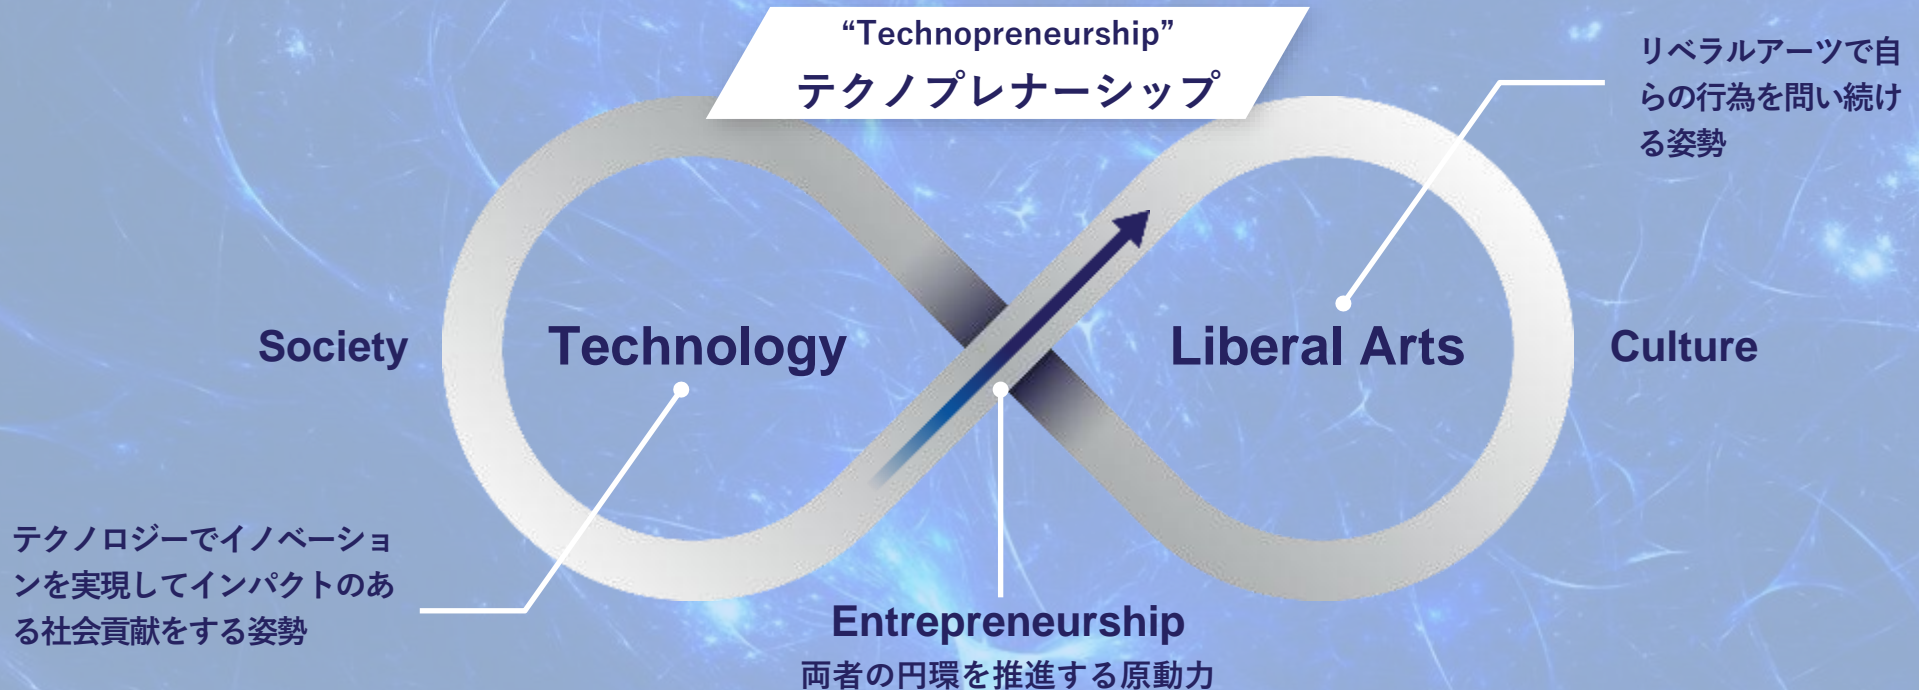 “Technopreneurship”
テクノプレナーシップ
リベラルアーツで自
らの行為を問い続け
る姿勢
Society
Technology
Liberal Arts
Culture
テクノロジーでイノベーショ
ンを実現してインパクトのあ
る社会貢献をする姿勢
Entrepreneurship
両者の円環を推進する原動力